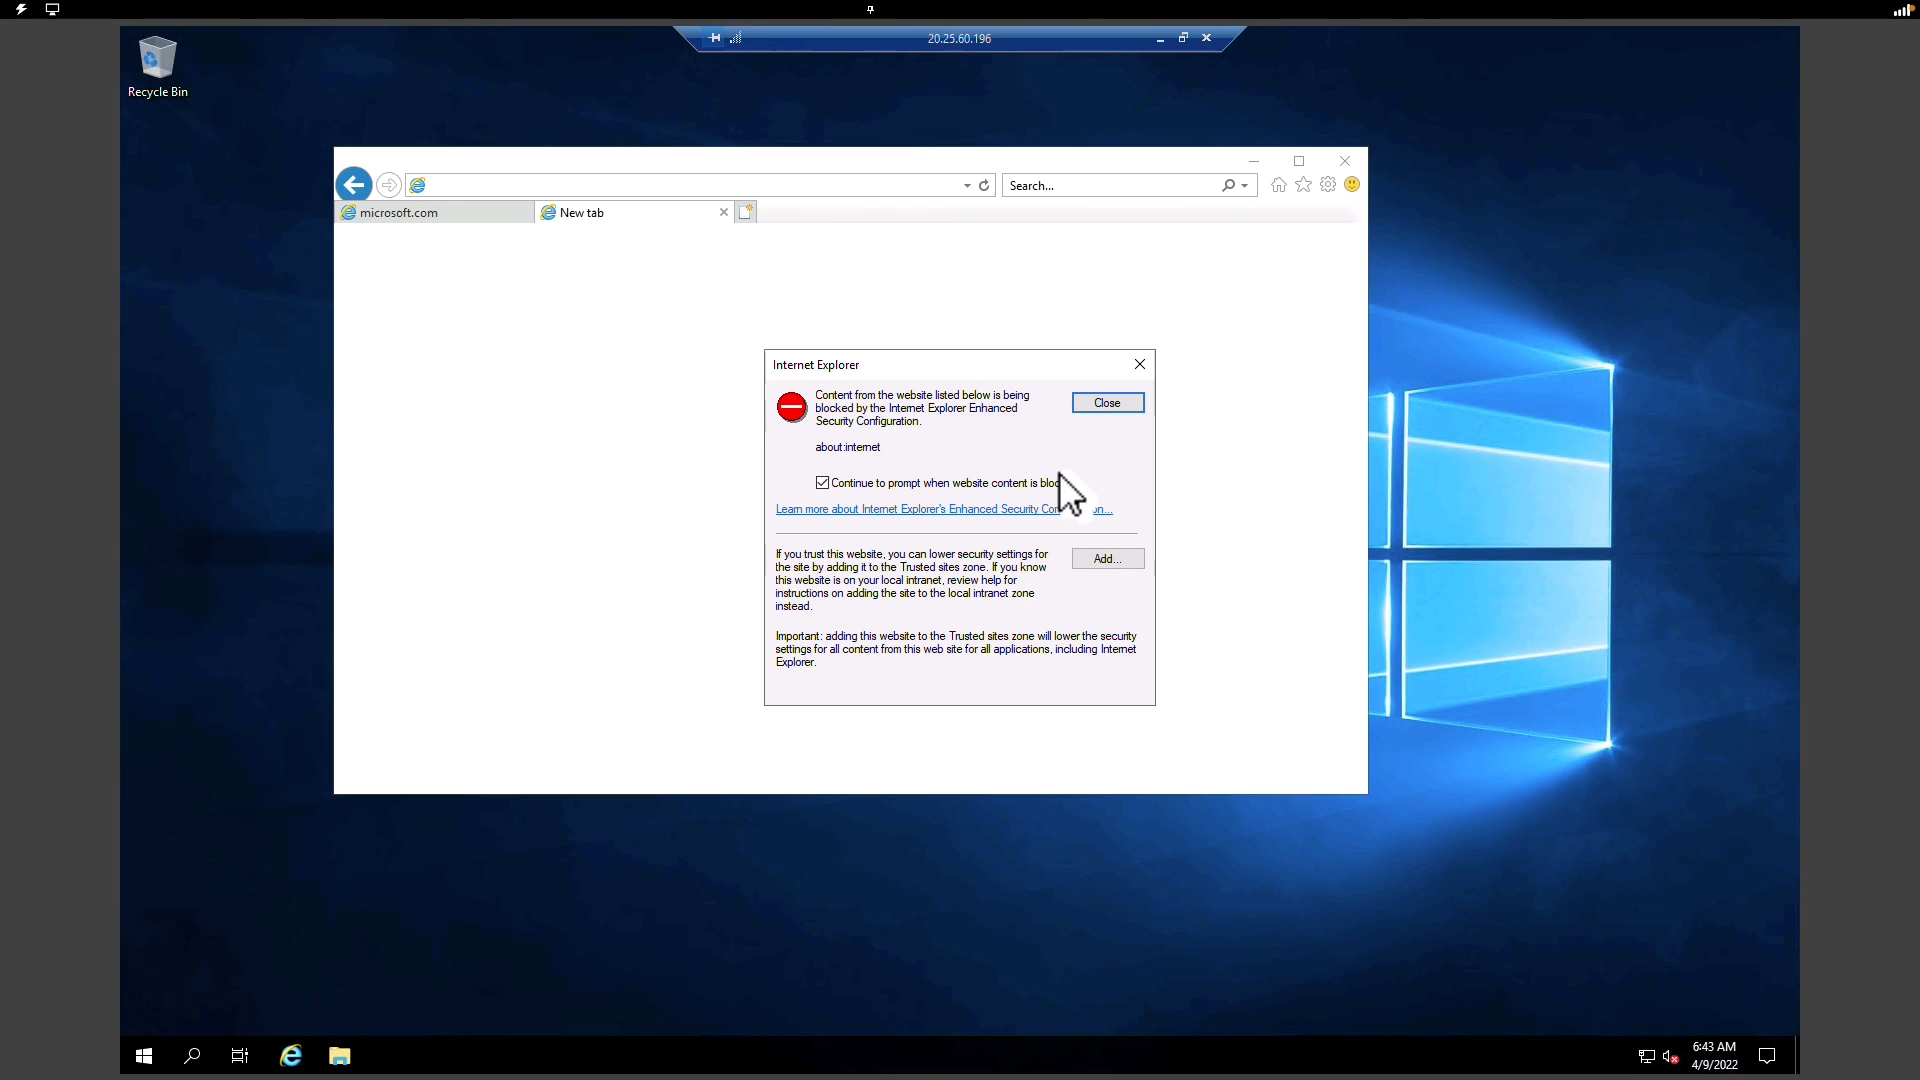 20.25.60.196
Recycle Bin
Search...
microsoft.com
New tab
Internet Explorer
Content from the website listed below is being
blocked by the Internet Explorer Enhanced
Security Configuration.
Close
about:internet
Continue to prompt when website content is
Learn more about Internet Explorer's Enhanced Security
If you trust this website, you can lower security settings for
the site by adding it to the Trusted sites zone. If you know
this website is on your local intranet, review help for
instructions on adding the site to the local intranet zone
instead.
Add...
Important: adding this website to the Trusted sites zone will lower the security
settings for all content from this web site for all applications, including Internet
Explorer.
6:43 AM
4/9/2022